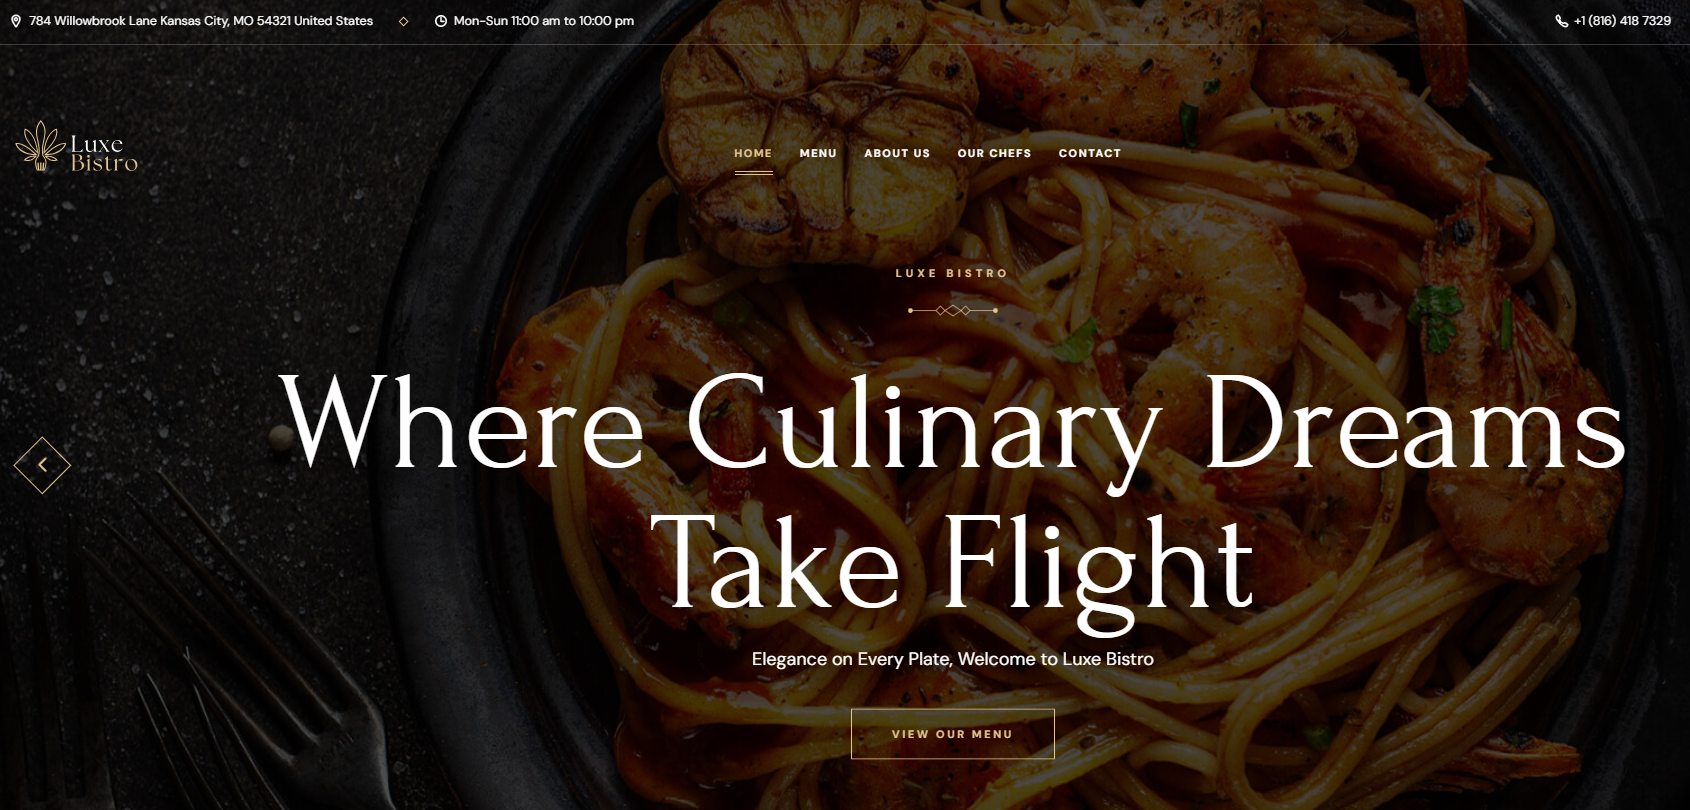 784 Willowbrook Lane Kansas City, MO 54321 United States
Mon-Sun 11:00 am to 10:00 pm
+1 (816) 418 7329
Luxe
Bistro
HOME MENU ABOUT US OUR CHEFS CONTACT
LUXE BISTRO
Where Culinary Dreams
Take Flight
Elegance on Every Plate, Welcome to Luxe Bistro
VIEW OUR MENU